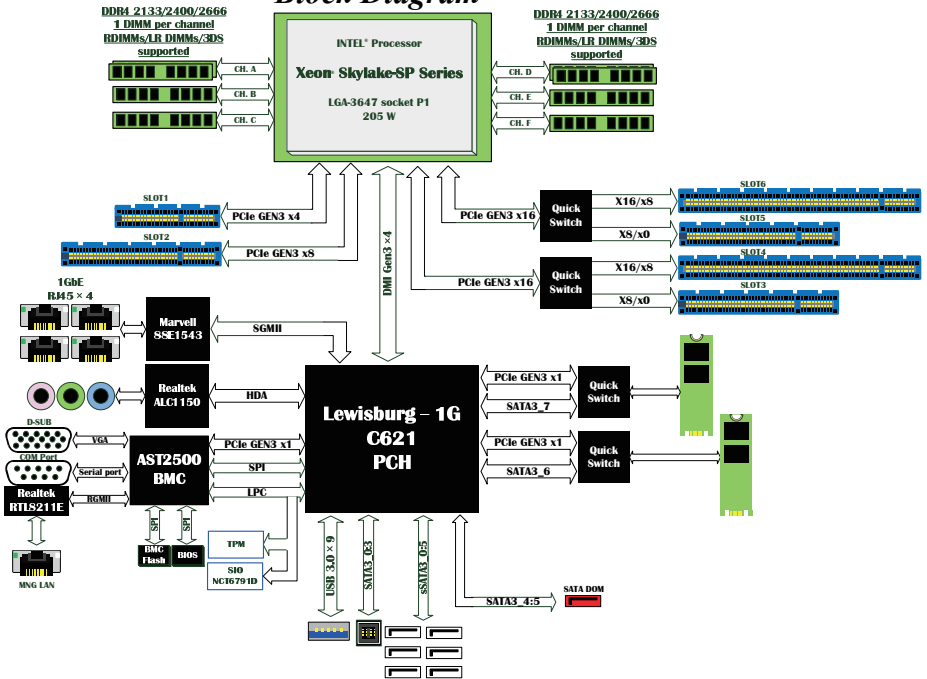 Block Diagram
DDR4 2133/2400/2666
1 DIMM per channel
RDIMMs/LR DIMMs/3DS
supported
DDR4 2133/2400/2666
1 DIMM per channel
RDIMMs/LR DIMMs/3DS
supported
INTEL® Processor
Xeon® Skylake-SP Series
LGA-3647 socket P1
205 W
CH. A
CH. B
CH. C
CH. D
CH. E
CH. F
SLOT1
PCIe GEN3 x4
SLOT2
PCIe GEN3 x8
DMI Gen3 ×4
PCIe GEN3 x16
Quick
Switch
X16/x8
SLOT6
X8/x0
SLOT5
PCIe GEN3 x16
Quick
Switch
X16/x8
SLOT4
X8/x0
SLOT3
1GbE
RJ45 × 4
Marvell
88E1543
SGMII
Realtek
ALC1150
HDA
Lewisburg – 1G
C621
PCH
PCIe GEN3 x1
SATA3_7
Quick
Switch
PCIe GEN3 x1
SATA3_6
Quick
Switch
D-SUB
VGA
COM Port
Serial port
AST2500
BMC
PCIe GEN3 x1
SPI
LPC
Realtek
RTL8211E
RGMII
MNG LAN
SPI
SPI
BMC
Flash
BIOS
TPM
SIO
NCT6791D
USB 3.0 × 9
SATA3_0:3
sSATA3_0:5
SATA3_4:5
SATA DOM